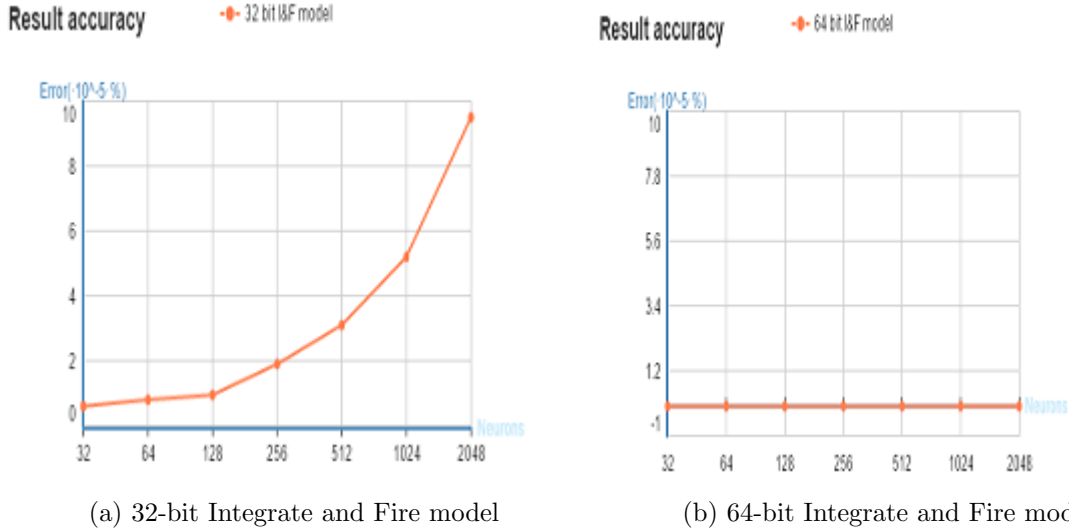 Result accuracy
32 bit I&F model
Error(·10^-5·%)
10
8
6
4
2
0
Neurons
32 64 128 256 512 1024 2048
(a) 32-bit Integrate and Fire model
Result accuracy
64 bit I&F model
Error(·10^-5·%)
10
7.8
5.6
3.4
1.2
-1
Neurons
32 64 128 256 512 1024 2048
(b) 64-bit Integrate and Fire mod